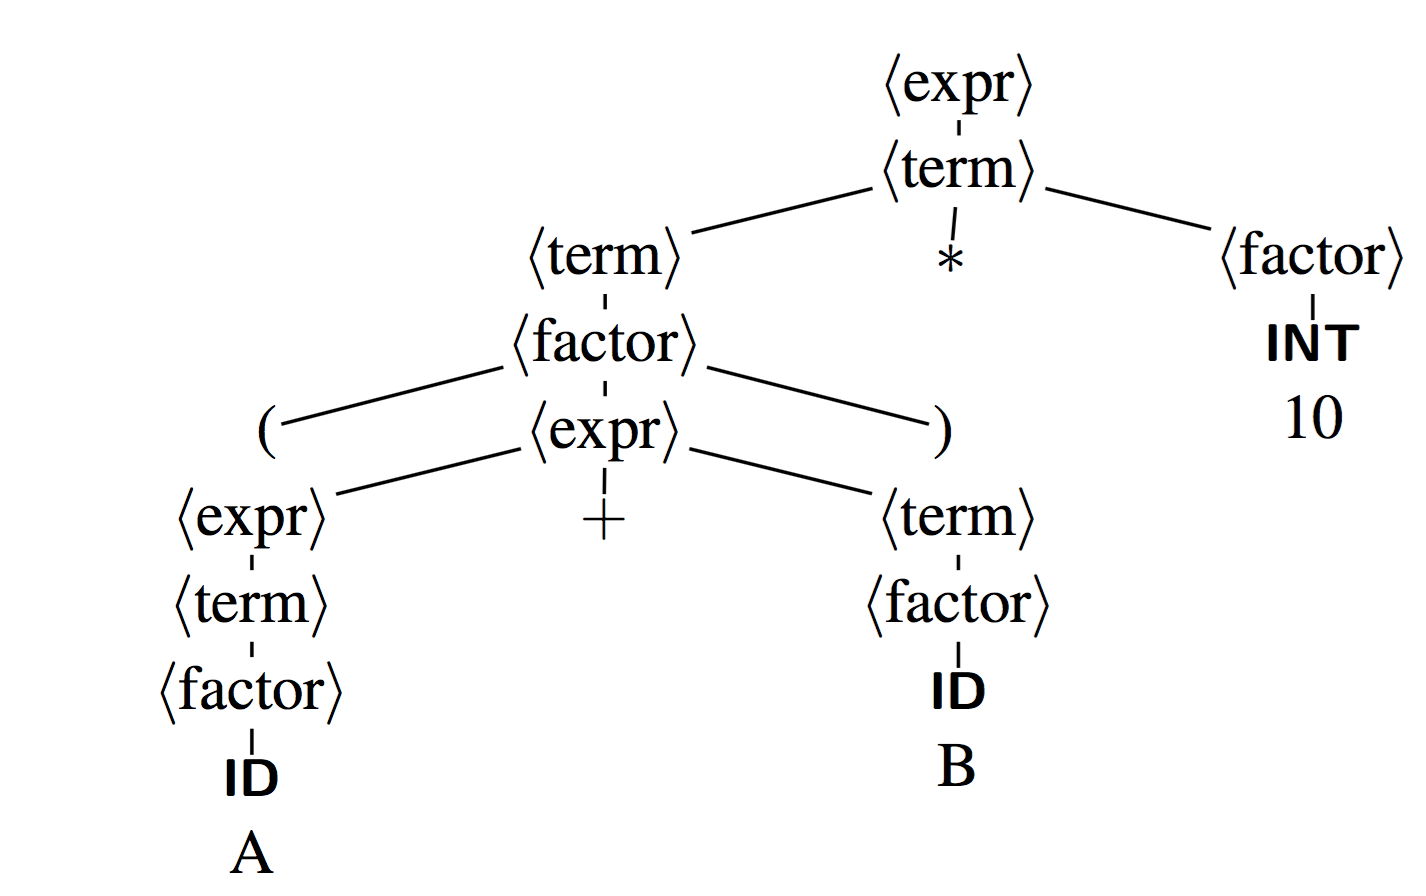 ⟨expr⟩
⟨term⟩
⟨term⟩ * ⟨factor⟩
⟨factor⟩ INT
( ⟨expr⟩ ) 10
⟨expr⟩ + ⟨term⟩
⟨term⟩ ⟨factor⟩
⟨factor⟩ ID
ID B
A